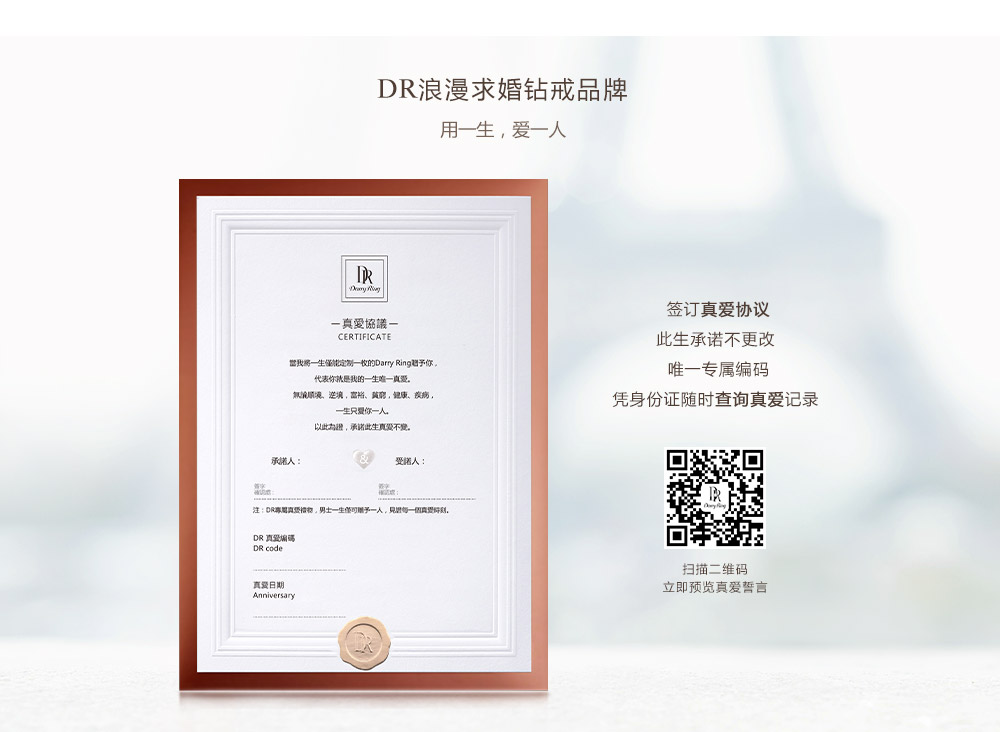 DR浪漫求婚钻戒品牌
用一生，爱一人
DR
Darry Ring
一真愛協議一
CERTIFICATE
當我將一生僅能定制一枚的Darry Ring贈予你，
代表你就是我的一生唯一真愛。
無論順境、逆境，富裕、貧窮，健康、疾病，
一生只愛你一人。
以此為證，承諾此生真愛不變。
承諾人：
&
受諾人：
簽字
確認處：
簽字
確認處：
注：DR專屬真愛禮物，男士一生僅可贈予一人，見證每一個真愛時刻。
DR 真愛編碼
DR code
真愛日期
Anniversary
DR
签订真爱协议
此生承诺不更改
唯一专属编码
凭身份证随时查询真爱记录
DR
Darry Ring
扫描二维码
立即预览真爱誓言